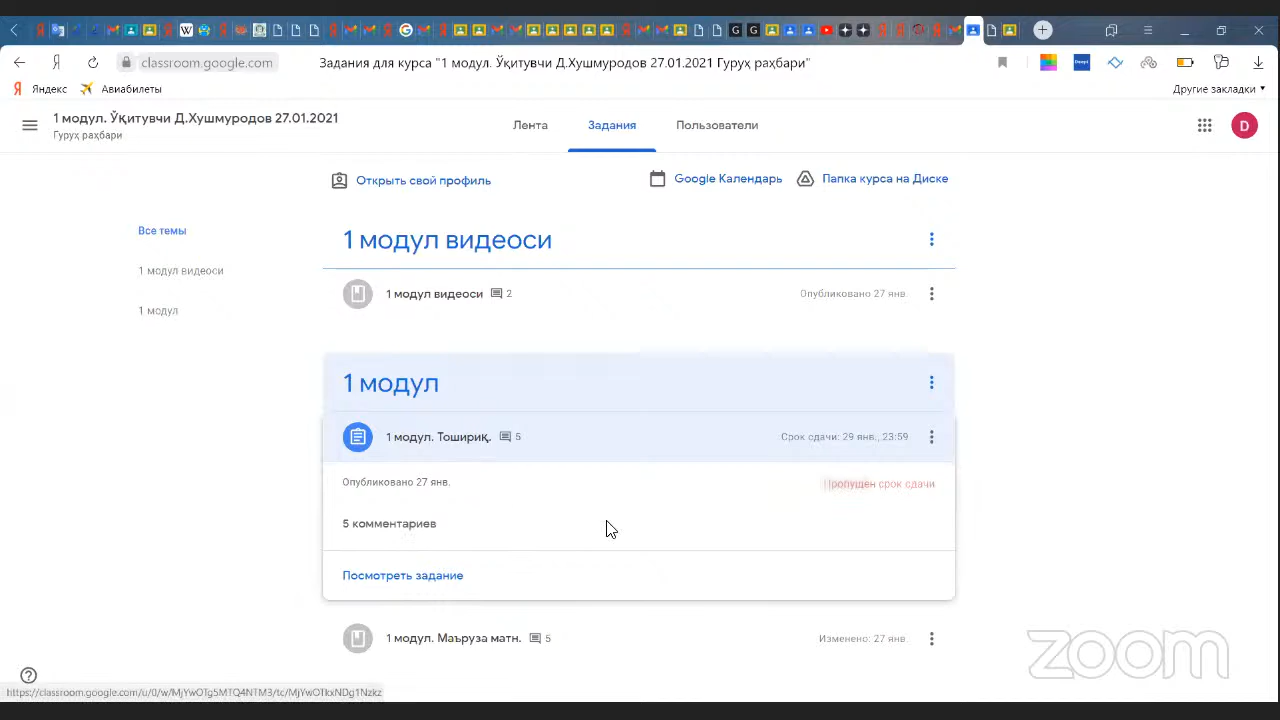 classroom.google.com
Задания для курса "1 модул. Ўқитувчи Д.Хушмуродов 27.01.2021 Гуруҳ раҳбари"
Яндекс
Авиабилеты
Другие закладки
1 модул. Ўқитувчи Д.Хушмуродов 27.01.2021
Гуруҳ раҳбари
Лента
Задания
Пользователи
D
Открыть свой профиль
Google Календарь
Папка курса на Диске
Все темы
1 модул видеоси
1 модул
1 модул видеоси
1 модул видеоси
2
Опубликовано 27 янв.
1 модул
1 модул. Тошириқ.
5
Срок сдачи: 29 янв., 23:59
Опубликовано 27 янв.
Пропущен срок сдачи
5 комментариев
Посмотреть задание
1 модул. Маъруза матн.
5
Изменено: 27 янв.
zoom